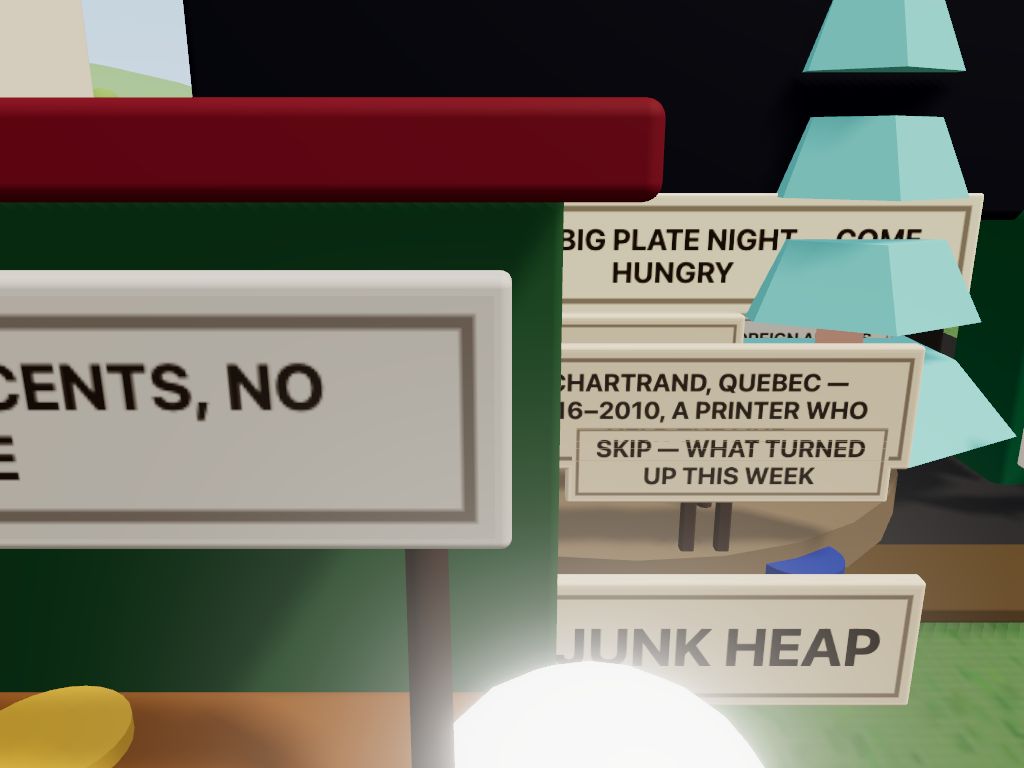 BIG PLATE NIGHT — COME
HUNGRY
CENTS, NO
E
CHARTRAND, QUEBEC —
16–2010, A PRINTER WHO
SKIP — WHAT TURNED
UP THIS WEEK
JUNK HEAP